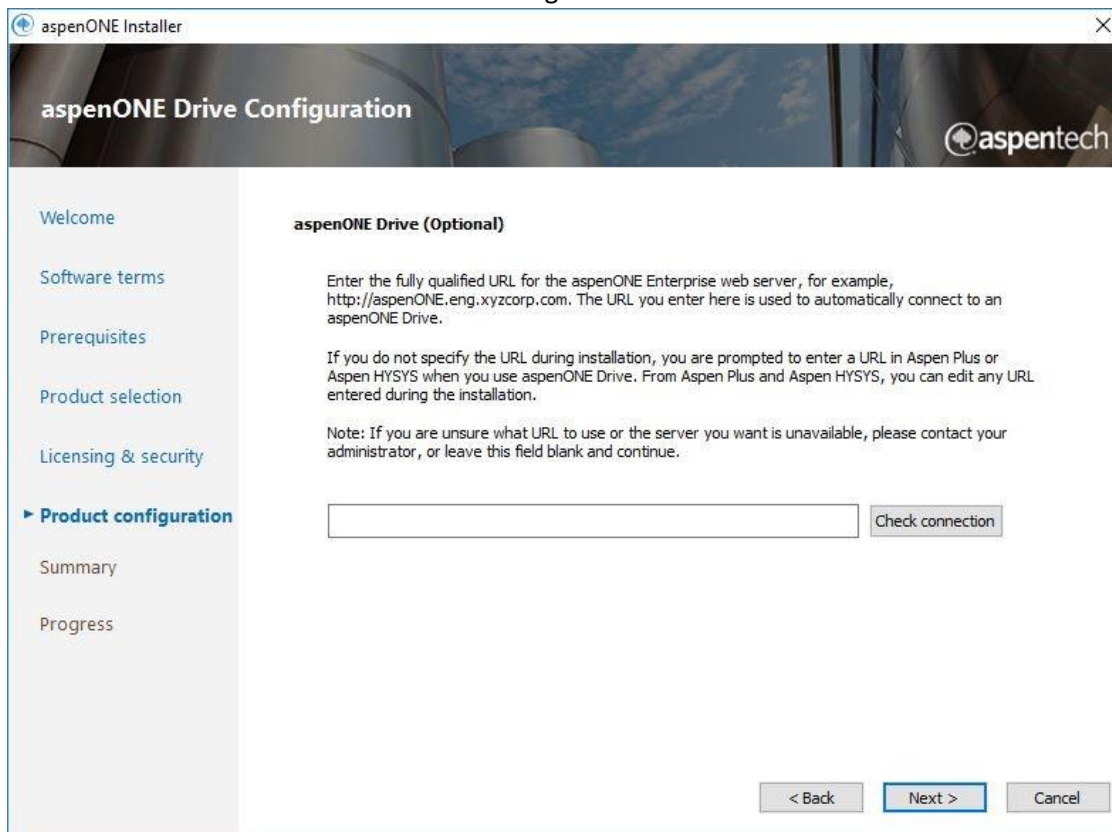 aspenONE Installer
aspenONE Drive Configuration
aspentech
Welcome
Software terms
Prerequisites
Product selection
Licensing & security
Product configuration
Summary
Progress
aspenONE Drive (Optional)
Enter the fully qualified URL for the aspenONE Enterprise web server, for example,
http://aspenONE.eng.xyzcorp.com. The URL you enter here is used to automatically connect to an
aspenONE Drive.
If you do not specify the URL during installation, you are prompted to enter a URL in Aspen Plus or
Aspen HYSYS when you use aspenONE Drive. From Aspen Plus and Aspen HYSYS, you can edit any URL
entered during the installation.
Note: If you are unsure what URL to use or the server you want is unavailable, please contact your
administrator, or leave this field blank and continue.
Check connection
< Back
Next >
Cancel